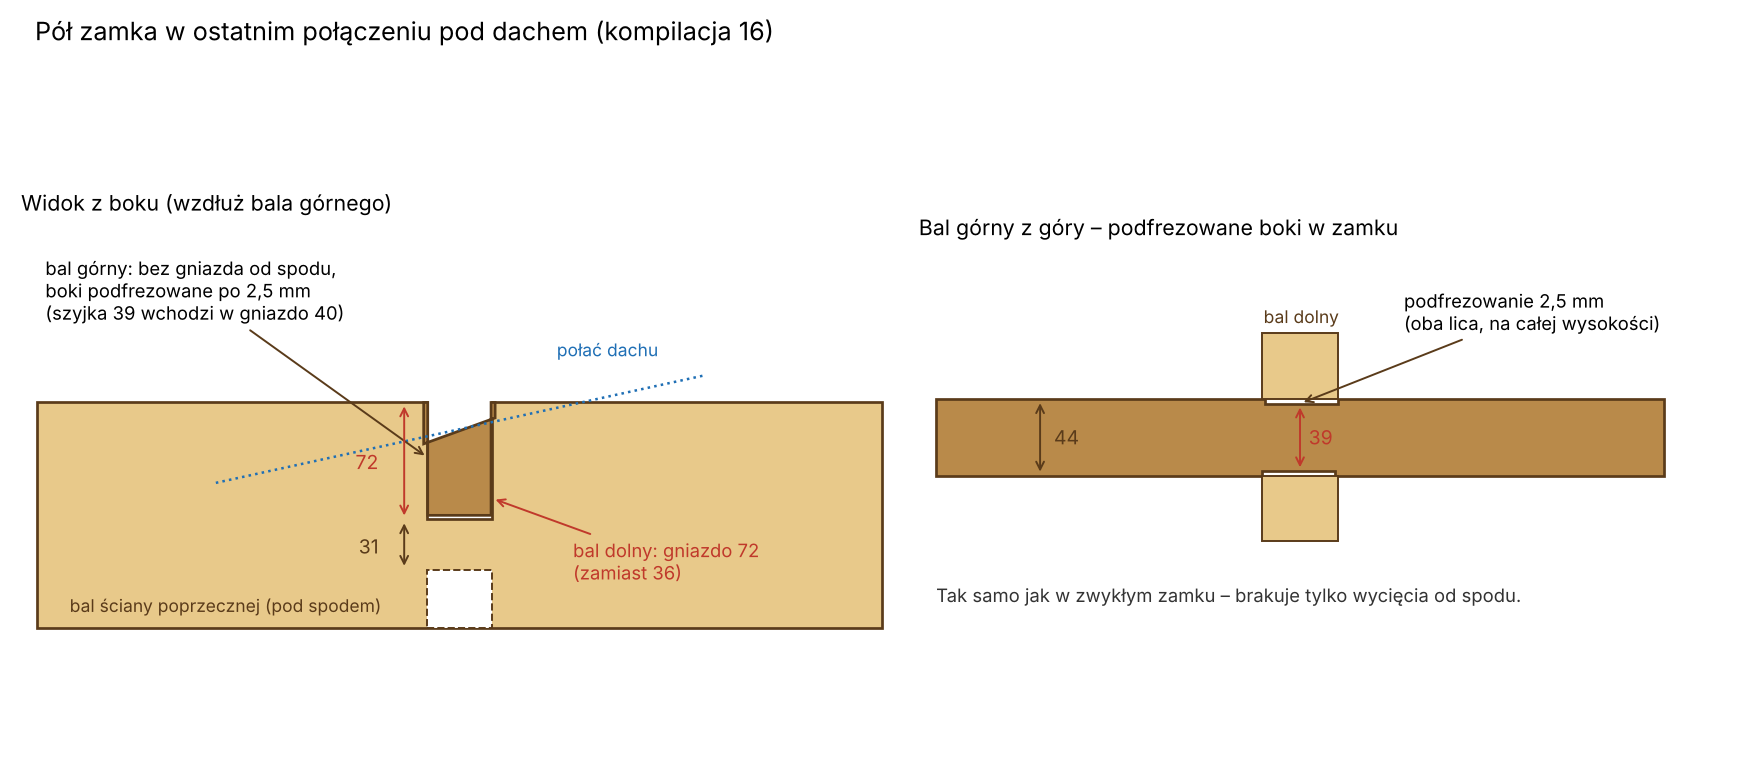 Pół zamka w ostatnim połączeniu pod dachem (kompilacja 16)
Widok z boku (wzdłuż bala górnego)
bal górny: bez gniazda od spodu,
boki podfrezowane po 2,5 mm
(szyjka 39 wchodzi w gniazdo 40)
połać dachu
72
31
bal dolny: gniazdo 72
(zamiast 36)
bal ściany poprzecznej (pod spodem)
Bal górny z góry – podfrezowane boki w zamku
podfrezowanie 2,5 mm
(oba lica, na całej wysokości)
bal dolny
44
39
Tak samo jak w zwykłym zamku – brakuje tylko wycięcia od spodu.